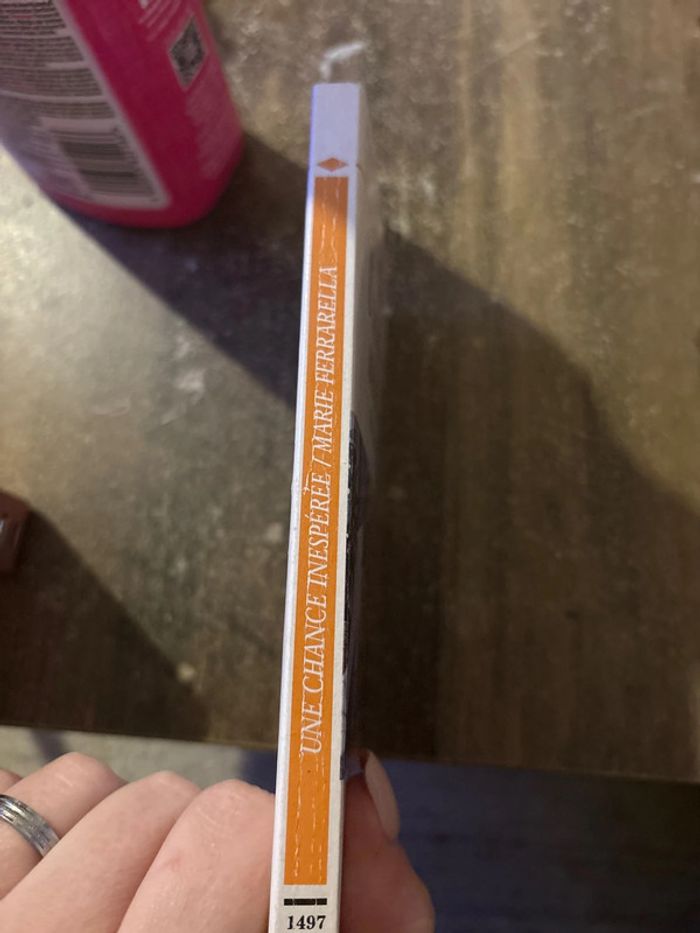 UNE CHANCE INESPÉRÉE / MARIE FERRARELLA
1497